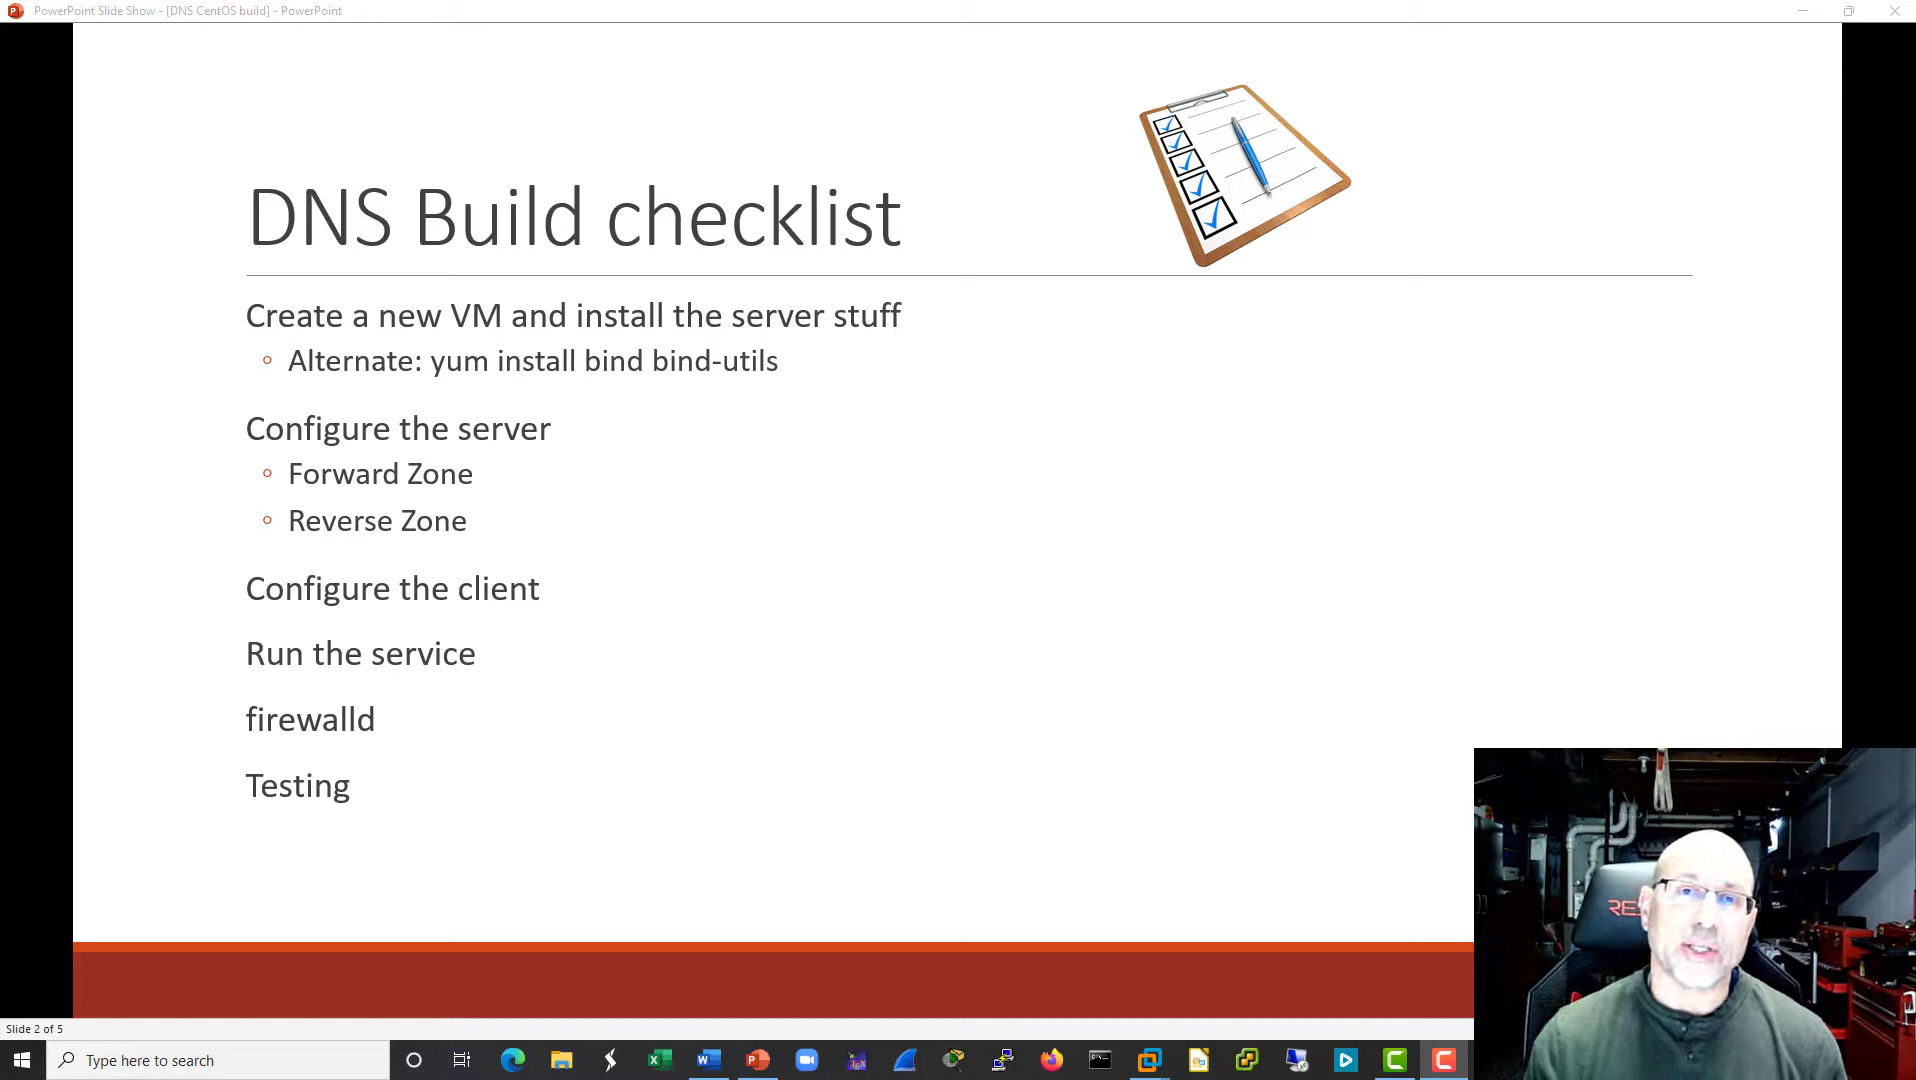 PowerPoint Slide Show - [DNS CentOS build] - PowerPoint
DNS Build checklist
Create a new VM and install the server stuff
Alternate: yum install bind bind-utils
Configure the server
Forward Zone
Reverse Zone
Configure the client
Run the service
firewalld
Testing
Slide 2 of 5
Type here to search